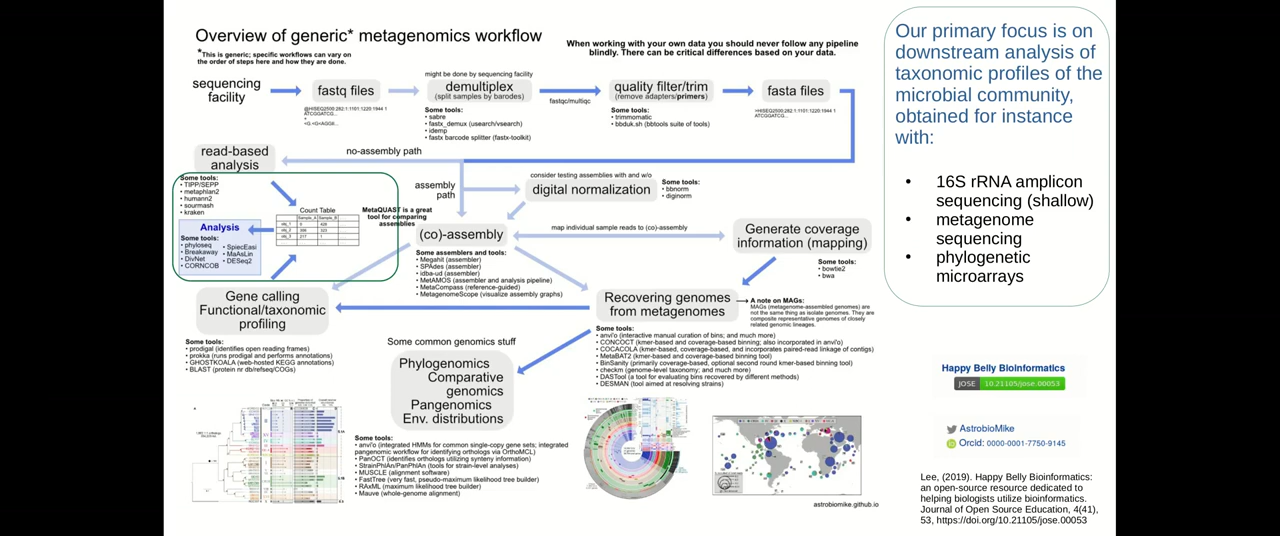 Overview of generic* metagenomics workflow
*This is generic; specific workflows can vary on
the order of steps here and how they are done.
When working with your own data you should never follow any pipeline
blindly. There can be critical differences based on your data.
sequencing
facility
fastq files
@HISEQ2500:262:1:1101:1220:1944 1
ATCGGATCG...
+
might be done by sequencing facility
demultiplex
(split samples by barodes)
Some tools:
• sabre
• fastx_demux (usearch/vsearch)
• idemp
• fastx barcode splitter (fastx-toolkit)
fastqc/multiqc
quality filter/trim
(remove adapters/primers)
Some tools:
• trimmomatic
• bbduk.sh (bbtools suite of tools)
fasta files
ATCGGATCG...
no-assembly path
read-based
analysis
Some tools:
• TIPP/SEPP
• metaphlan2
• humann2
• sourmash
• kraken
Analysis
Some tools:
• phyloseq
• Breakaway
• DivNet
• CORNCOB
• SpiecEasi
• MaAsLin
• DESeq2
Count Table
Sample_A Sample_B
MetaQUAST is a great
tool for comparing
assemblies
assembly
path
consider testing assemblies with and w/o
digital normalization
Some tools:
• bbnorm
• diginorm
(co)-assembly
map individual sample reads to (co)-assembly
Generate coverage
information (mapping)
Some tools:
• bowtie2
• bwa
Some assemblers and tools:
• Megahit (assembler)
• SPAdes (assembler)
• idba-ud (assembler)
• MetAMOS (assembler and analysis pipeline)
• MetaCompass (reference-guided)
• MetagenomeScope (visualize assembly graphs)
Gene calling
Functional/taxonomic
profiling
Some tools:
• prodigal (identifies open reading frames)
• prokka (runs prodigal and performs annotations)
• GHOSTKOALA (web-hosted KEGG annotations)
• BLAST (protein nr db/refseq/COGs)
Recovering genomes
from metagenomes
A note on MAGs:
MAGs (metagenome-assembled genomes) are
not the same thing as isolate genomes. They are
composite representative genomes of closely
related genomic lineages.
Some tools:
• anvi'o (interactive manual curation of bins; and much more)
• CONCOCT (kmer-based and coverage-based binning; also incorporated in anvi'o)
• COCACOLA (kmer-based, coverage-based, and incorporates paired-read linkage of contigs)
• MetaBAT2 (kmer-based and coverage-based binning tool)
• BinSanity (primarily coverage-based, optional second round kmer-based binning tool)
• checkm (genome-level taxonomy; and much more)
• DASTool (a tool for evaluating bins recovered by different methods)
• DESMAN (tool aimed at resolving strains)
Some common genomics stuff
Phylogenomics
Comparative
genomics
Pangenomics
Env. distributions
Some tools:
• anvi'o (integrated HMMs for common single-copy gene sets; integrated
pangenomic workflow for identifying orthologs via OrthoMCL)
• PanOCT (identifies orthologs utilizing synteny information)
• StrainPhlAn/PanPhlAn (tools for strain-level analyses)
• MUSCLE (alignment software)
• FastTree (very fast, pseudo-maximum likelihood tree builder)
• RAxML (maximum likelihood tree builder)
• Mauve (whole-genome alignment)
astrobiomike.github.io
Our primary focus is on
downstream analysis of
taxonomic profiles of the
microbial community,
obtained for instance
with:
• 16S rRNA amplicon
sequencing (shallow)
• metagenome
sequencing
• phylogenetic
microarrays
Happy Belly Bioinformatics
JOSE 10.21105/jose.00053
AstrobioMike
Orcid: 0000-0001-7750-9145
Lee, (2019). Happy Belly Bioinformatics:
an open-source resource dedicated to
helping biologists utilize bioinformatics.
Journal of Open Source Education, 4(41),
53, https://doi.org/10.21105/jose.00053